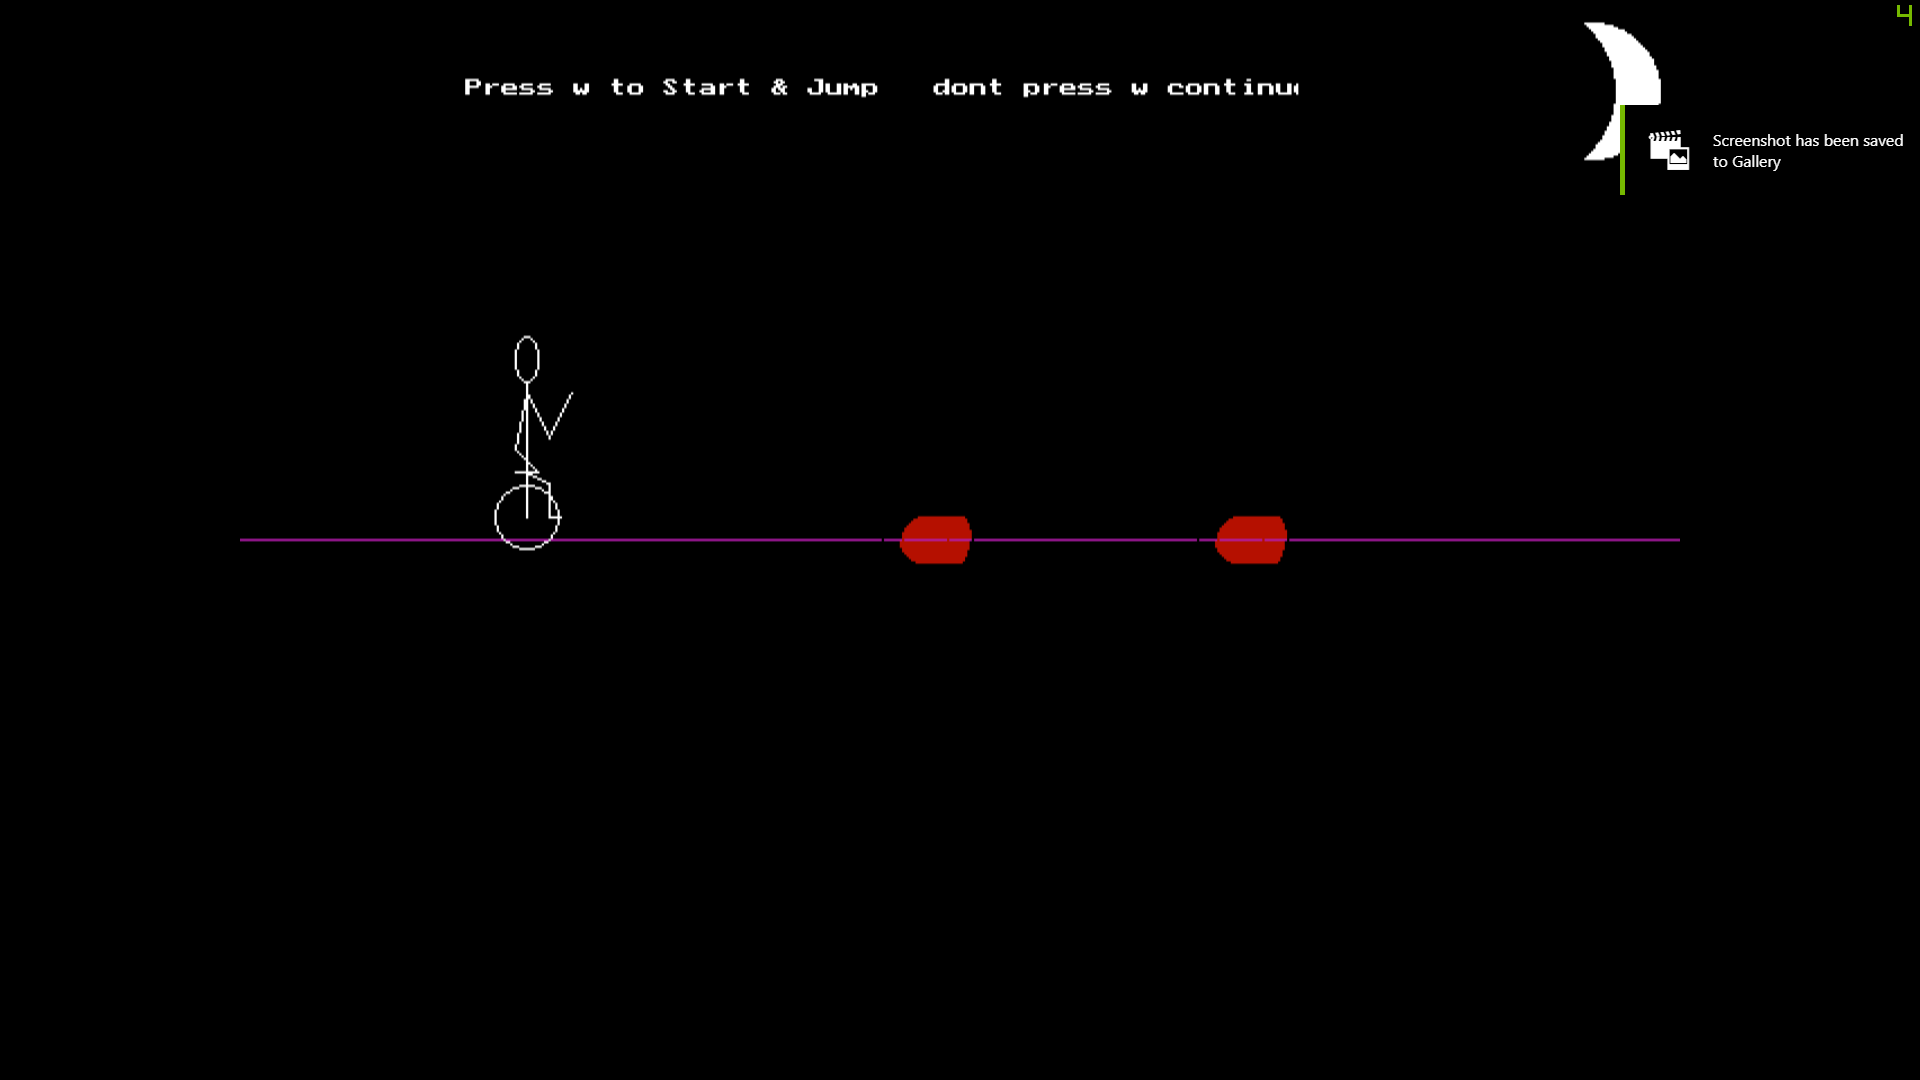 4
Press w to Start & Jump   dont press w continu
Screenshot has been saved
to Gallery